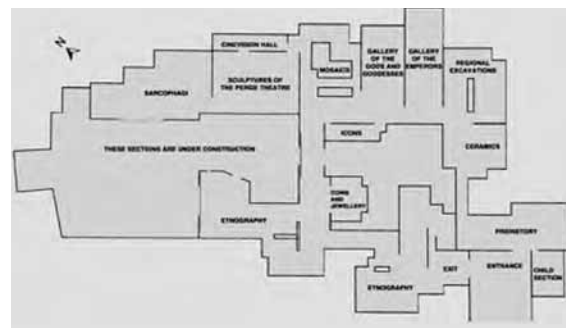 N
CINEVISION HALL
SCULPTURES OF
THE PERGE THEATRE
SARCOPHAGI
MOSAICS
GALLERY
OF THE
GODS AND
GODDESSES
GALLERY
OF THE
EMPERORS
REGIONAL
EXCAVATIONS
ICONS
CERAMICS
THESE SECTIONS ARE UNDER CONSTRUCTION
COINS
AND
JEWELLERY
ETNOGRAPHY
PREHISTORY
ETNOGRAPHY
EXIT
ENTRANCE
CHILD
SECTION